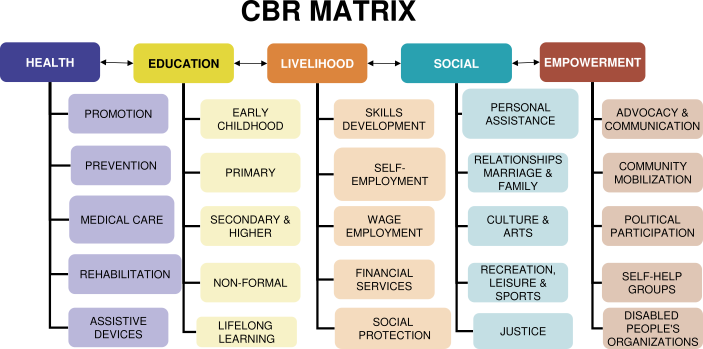 CBR MATRIX
HEALTH
EDUCATION
LIVELIHOOD
SOCIAL
EMPOWERMENT
PROMOTION
PREVENTION
MEDICAL CARE
REHABILITATION
ASSISTIVE
DEVICES
EARLY
CHILDHOOD
PRIMARY
SECONDARY &
HIGHER
NON-FORMAL
LIFELONG
LEARNING
SKILLS
DEVELOPMENT
SELF-
EMPLOYMENT
WAGE
EMPLOYMENT
FINANCIAL
SERVICES
SOCIAL
PROTECTION
PERSONAL
ASSISTANCE
RELATIONSHIPS
MARRIAGE &
FAMILY
CULTURE &
ARTS
RECREATION,
LEISURE &
SPORTS
JUSTICE
ADVOCACY &
COMMUNICATION
COMMUNITY
MOBILIZATION
POLITICAL
PARTICIPATION
SELF-HELP
GROUPS
DISABLED
PEOPLE'S
ORGANIZATIONS